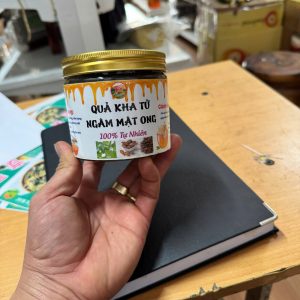 QUẢ KHA TỬ
NGÂM MẬT ONG
100% Tự Nhiên